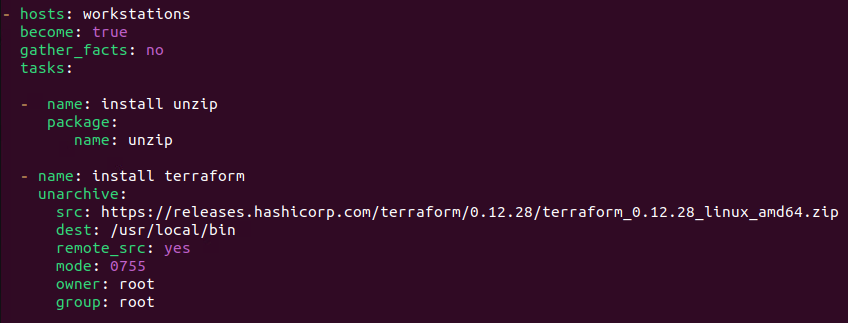 - hosts: workstations
  become: true
  gather_facts: no
  tasks:

  -  name: install unzip
     package:
        name: unzip

  - name: install terraform
    unarchive:
      src: https://releases.hashicorp.com/terraform/0.12.28/terraform_0.12.28_linux_amd64.zip
      dest: /usr/local/bin
      remote_src: yes
      mode: 0755
      owner: root
      group: root